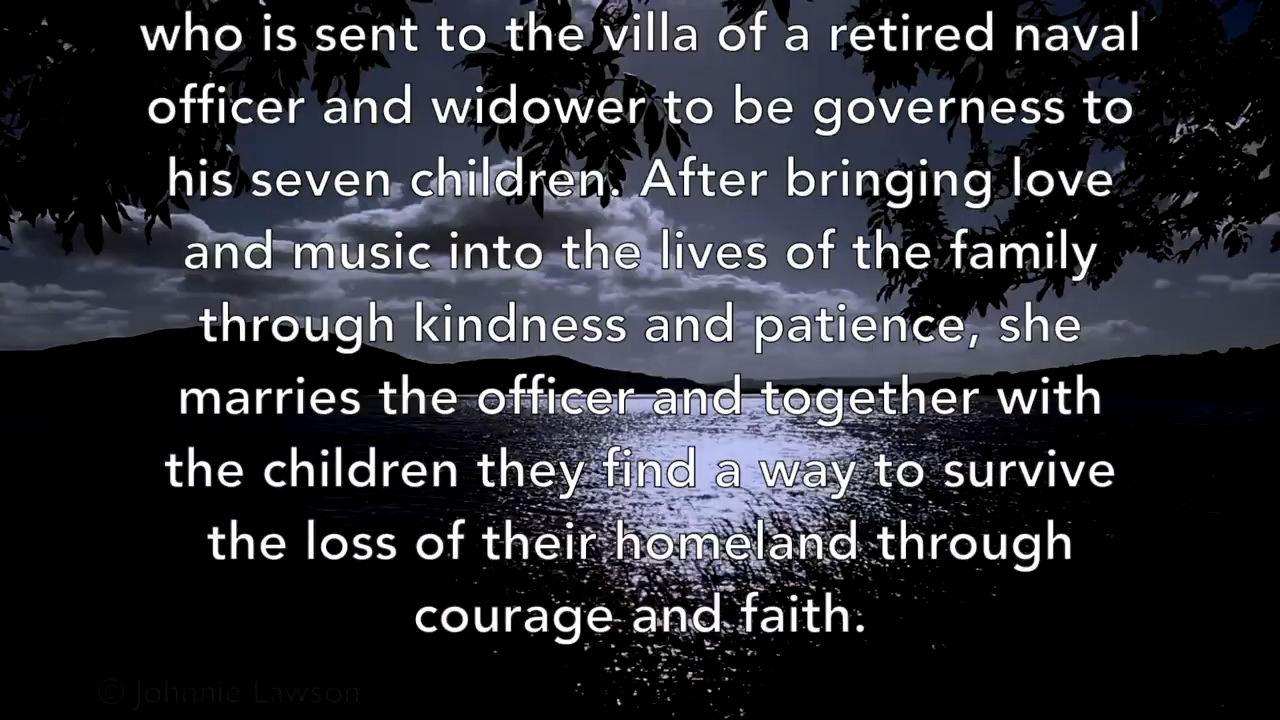 who is sent to the villa of a retired naval
officer and widower to be governess to
his seven children. After bringing love
and music into the lives of the family
through kindness and patience, she
marries the officer and together with
the children they find a way to survive
the loss of their homeland through
courage and faith.
© Johnnie Lawson